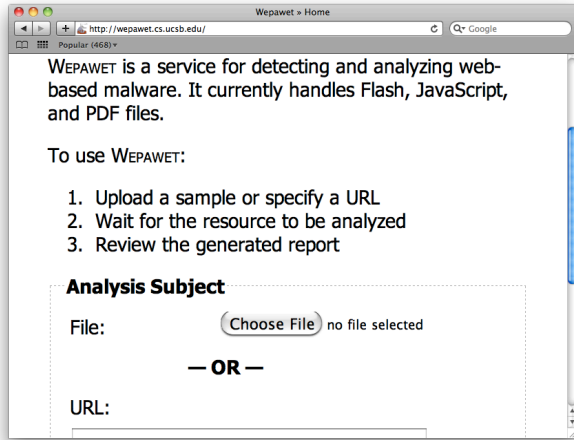 Wepawet » Home
http://wepawet.cs.ucsb.edu/
Google
Popular (468)
WEPAWET is a service for detecting and analyzing web-
based malware. It currently handles Flash, JavaScript,
and PDF files.
To use WEPAWET:
1. Upload a sample or specify a URL
2. Wait for the resource to be analyzed
3. Review the generated report
Analysis Subject
File: Choose File no file selected
— OR —
URL: